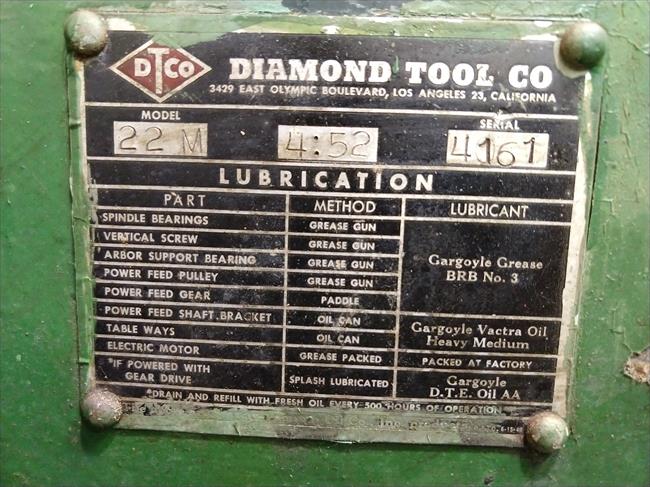 DTCO DIAMOND TOOL CO
3429 EAST OLYMPIC BOULEVARD, LOS ANGELES 23, CALIFORNIA
MODEL SERIAL
22 M 4:52 4161
LUBRICATION
PART METHOD LUBRICANT
SPINDLE BEARINGS GREASE GUN
VERTICAL SCREW GREASE GUN
ARBOR SUPPORT BEARING GREASE GUN Gargoyle Grease
POWER FEED PULLEY GREASE GUN BRB No. 3
POWER FEED GEAR PADDLE
POWER FEED SHAFT BRACKET OIL CAN Gargoyle Vactra Oil
TABLE WAYS OIL CAN Heavy Medium
ELECTRIC MOTOR GREASE PACKED PACKED AT FACTORY
*IF POWERED WITH Gargoyle
GEAR DRIVE SPLASH LUBRICATED D.T.E. Oil AA
*DRAIN AND REFILL WITH FRESH OIL EVERY 500 HOURS OF OPERATION